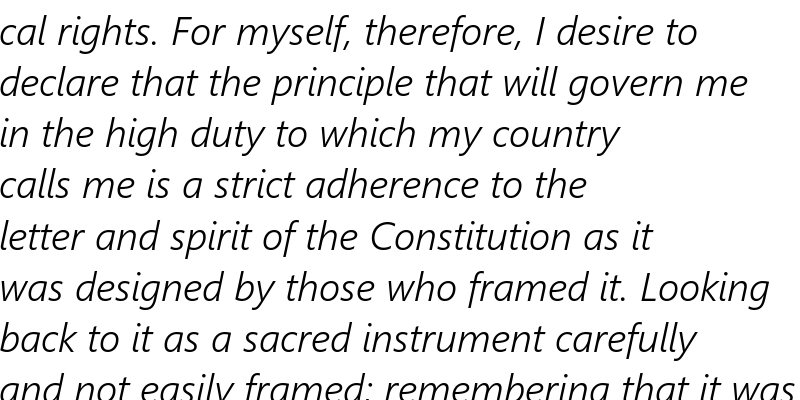 cal rights. For myself, therefore, I desire to
declare that the principle that will govern me
in the high duty to which my country
calls me is a strict adherence to the
letter and spirit of the Constitution as it
was designed by those who framed it. Looking
back to it as a sacred instrument carefully
and not easily framed; remembering that it was